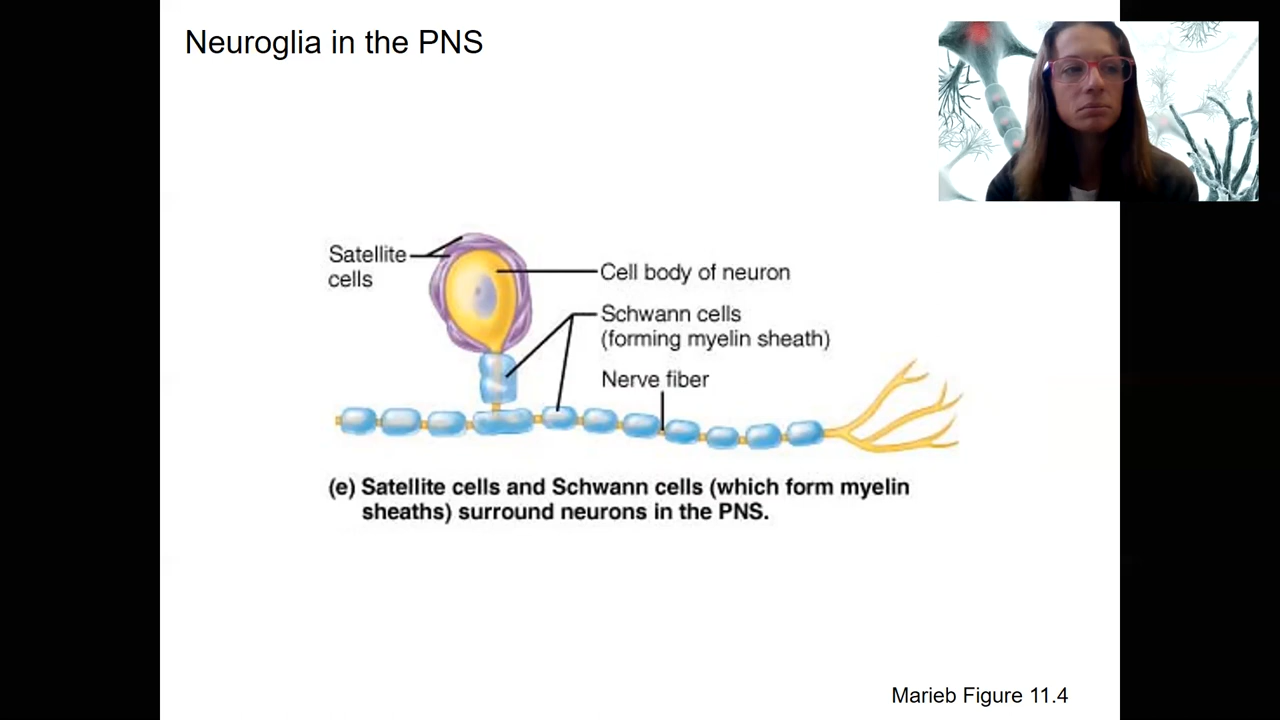 Neuroglia in the PNS
Satellite
cells
Cell body of neuron
Schwann cells
(forming myelin sheath)
Nerve fiber
(e) Satellite cells and Schwann cells (which form myelin
sheaths) surround neurons in the PNS.
Marieb Figure 11.4